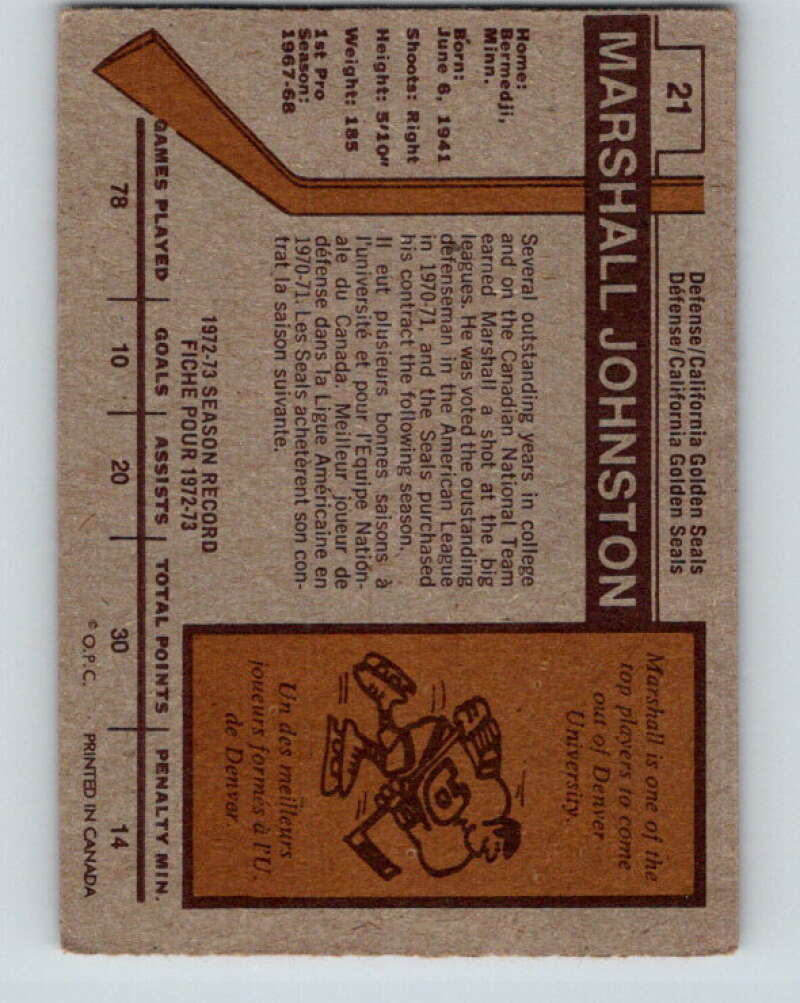 21
Defense/California Golden Seals
Défense/California Golden Seals
MARSHALL JOHNSTON
Home:
Bermedji,
Minn.
Born:
June 6, 1941
Shoots: Right
Height: 5'10"
Weight: 185
1st Pro
Season:
1967-68
Several outstanding years in college
and on the Canadian National Team
earned Marshall a shot at the big
leagues. He was voted the outstanding
defenseman in the American League
in 1970-71, and the Seals purchased
his contract the following season.
Il eut plusieurs bonnes saisons à
l'université et pour l'Equipe Nation-
ale du Canada. Meilleur joueur de
défense dans la Ligue Américaine en
1970-71. Les Seals achetèrent son con-
trat la saison suivante.
Marshall is one of the
top players to come
out of Denver
University.
Un des meilleurs
joueurs formés à l'U.
de Denver.
1972-73 SEASON RECORD
FICHE POUR 1972-73
GAMES PLAYED GOALS ASSISTS TOTAL POINTS PENALTY MIN.
78 10 20 30 14
© O.P.C. PRINTED IN CANADA